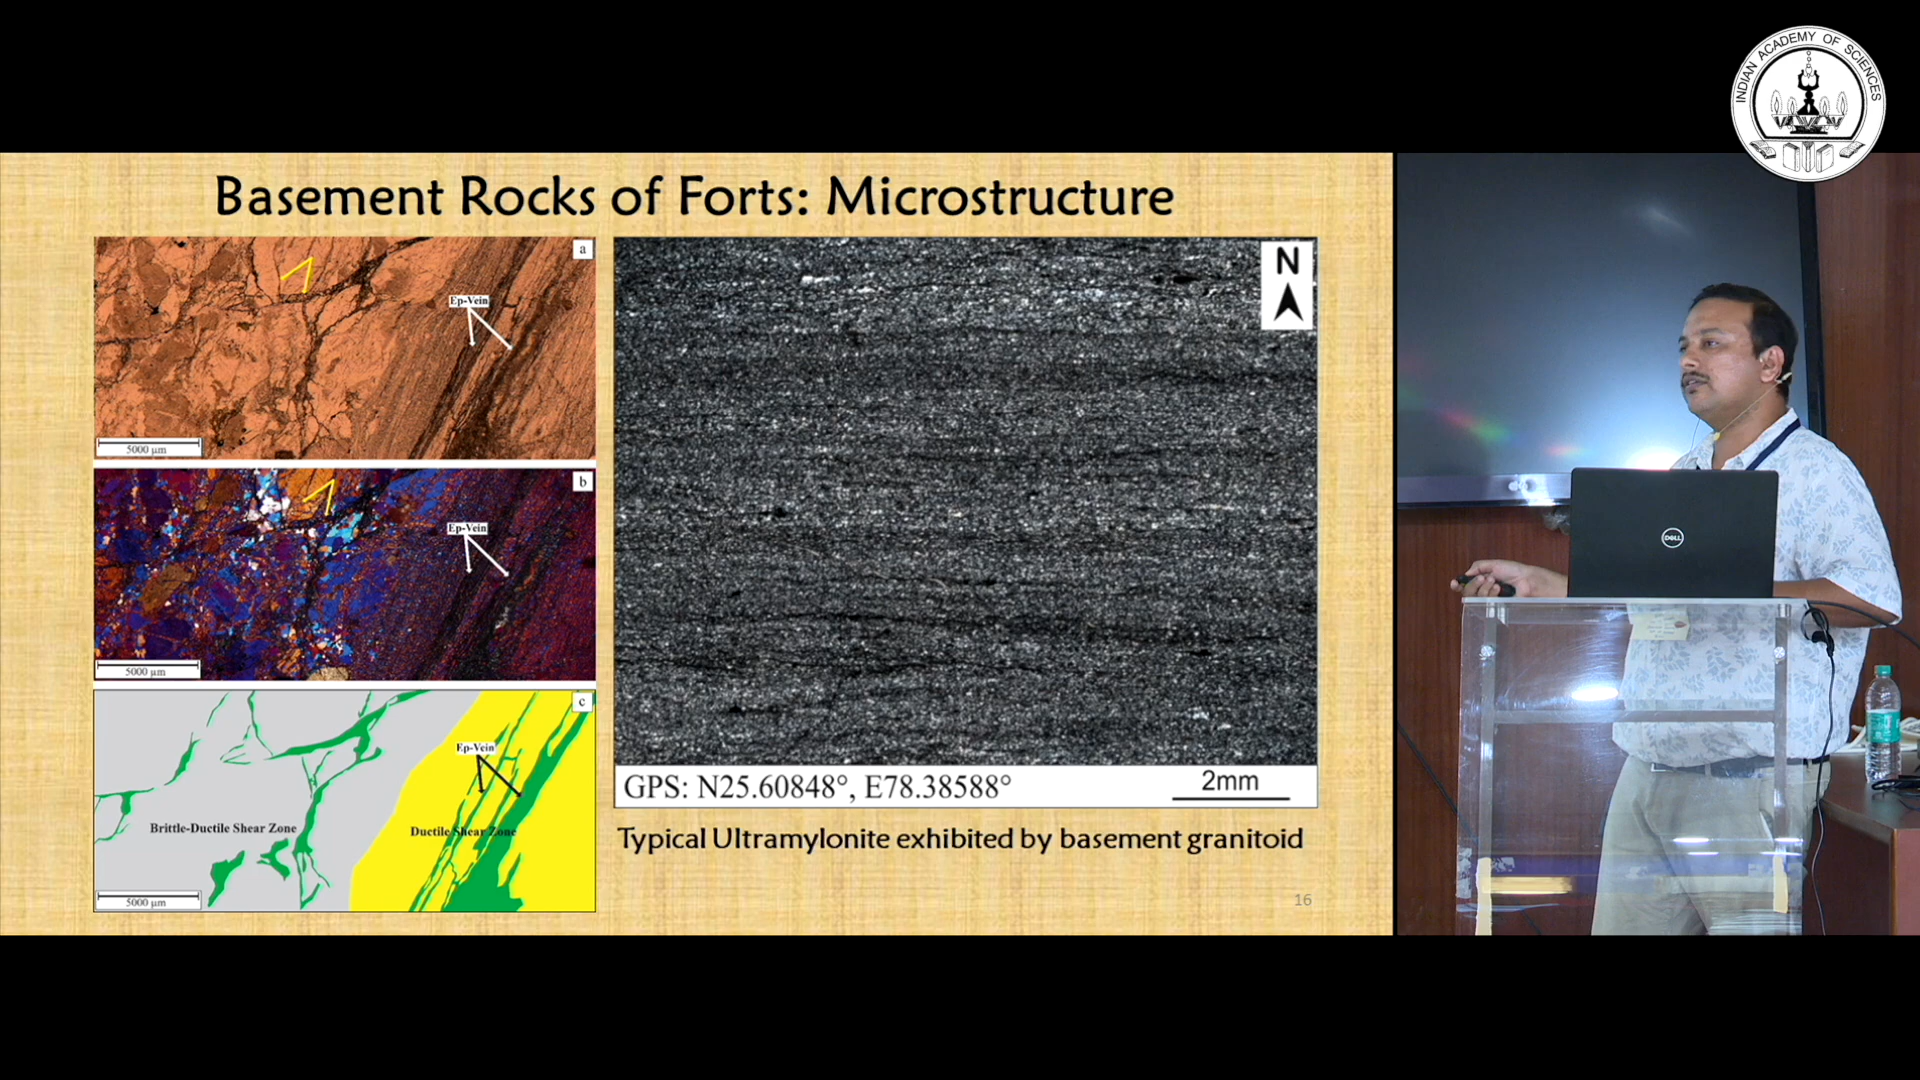 INDIAN ACADEMY OF SCIENCES
Basement Rocks of Forts: Microstructure
a
Ep-Vein
5000 µm
b
Ep-Vein
5000 µm
c
Ep-Vein
Brittle-Ductile Shear Zone
Ductile Shear Zone
5000 µm
N
GPS: N25.60848°, E78.38588°
2mm
Typical Ultramylonite exhibited by basement granitoid
16
DELL